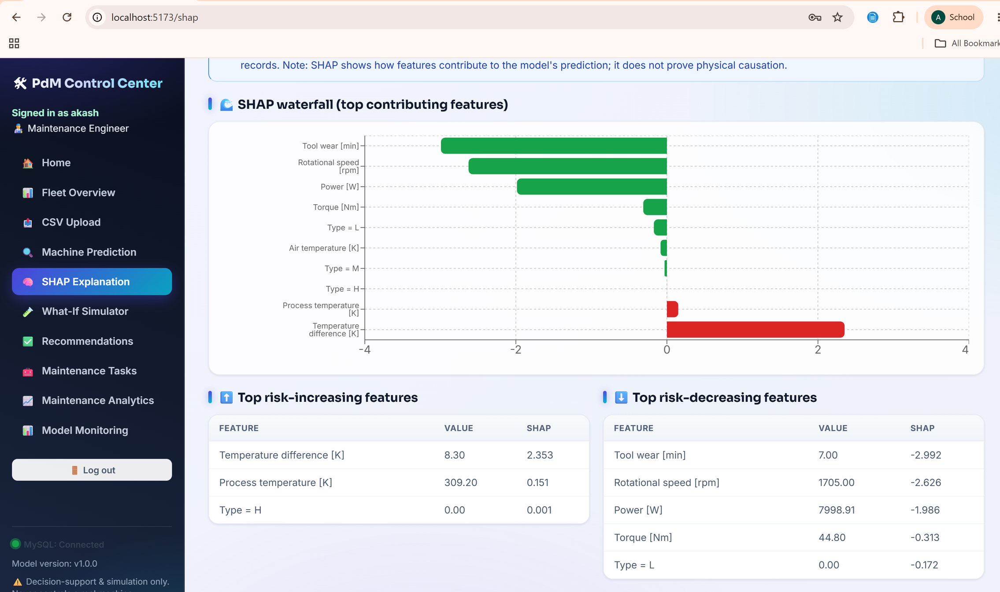 localhost:5173/shap
A School
All Bookmark
PdM Control Center
Signed in as akash
Maintenance Engineer
Home
Fleet Overview
CSV Upload
Machine Prediction
SHAP Explanation
What-If Simulator
Recommendations
Maintenance Tasks
Maintenance Analytics
Model Monitoring
Log out
MySQL: Connected
Model version: v1.0.0
Decision-support & simulation only.
records. Note: SHAP shows how features contribute to the model's prediction; it does not prove physical causation.
SHAP waterfall (top contributing features)
Tool wear [min]
Rotational speed
[rpm]
Power [W]
Torque [Nm]
Type = L
Air temperature [K]
Type = M
Type = H
Process temperature
[K]
Temperature
difference [K]
-4 -2 0 2 4
Top risk-increasing features
FEATURE VALUE SHAP
Temperature difference [K] 8.30 2.353
Process temperature [K] 309.20 0.151
Type = H 0.00 0.001
Top risk-decreasing features
FEATURE VALUE SHAP
Tool wear [min] 7.00 -2.992
Rotational speed [rpm] 1705.00 -2.626
Power [W] 7998.91 -1.986
Torque [Nm] 44.80 -0.313
Type = L 0.00 -0.172